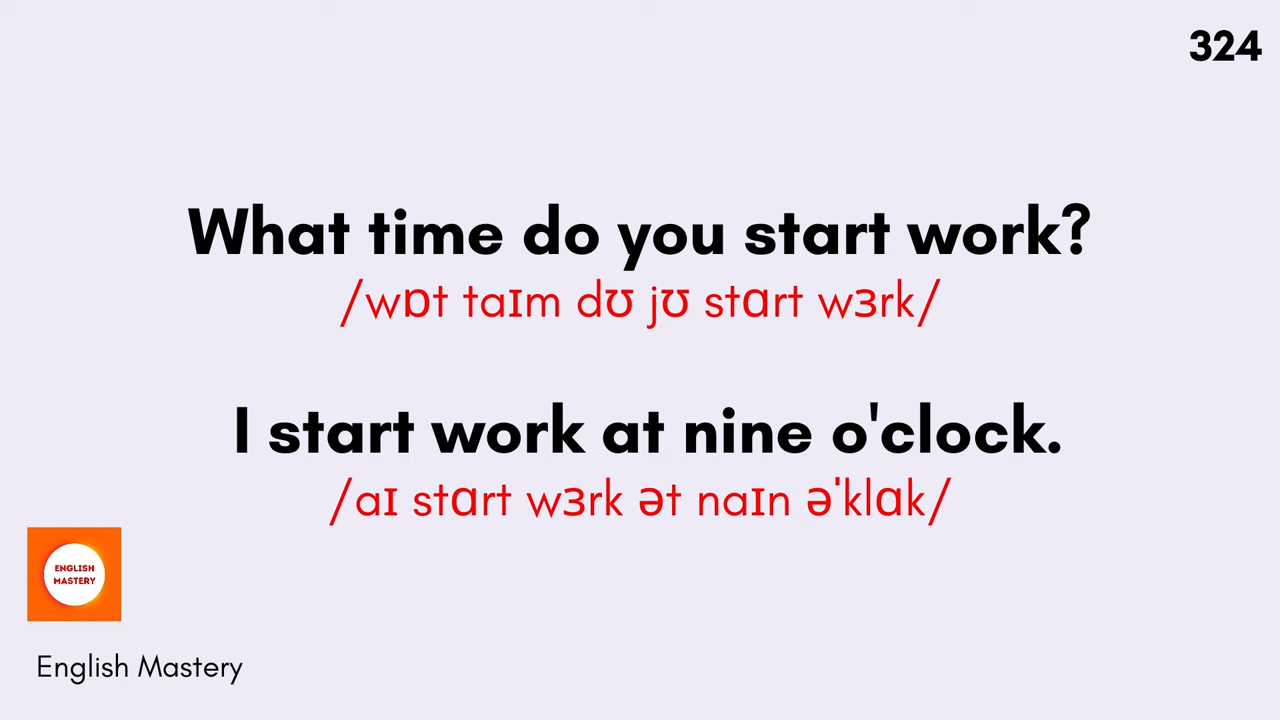 324
What time do you start work?
/wɒt taɪm dʊ jʊ stɑrt wɜrk/
I start work at nine o'clock.
/aɪ stɑrt wɜrk ət naɪn əˈklɑk/
ENGLISH
MASTERY
English Mastery